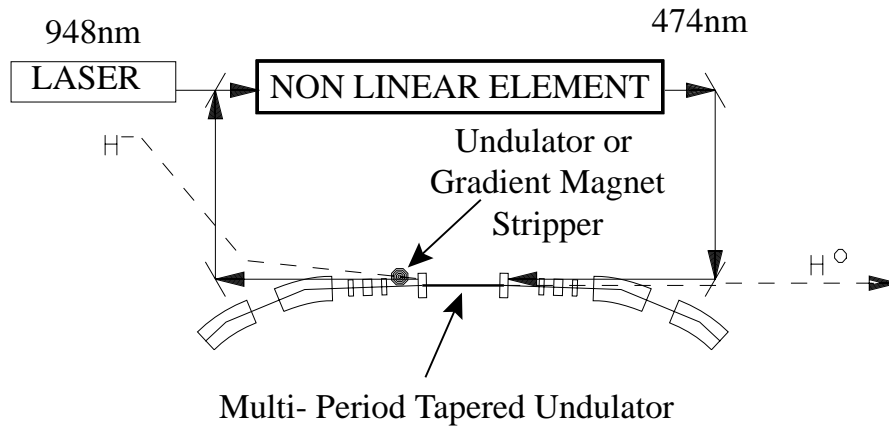 948nm
474nm
LASER
NON LINEAR ELEMENT
H⁻
Undulator or
Gradient Magnet
Stripper
H⁰
Multi- Period Tapered Undulator